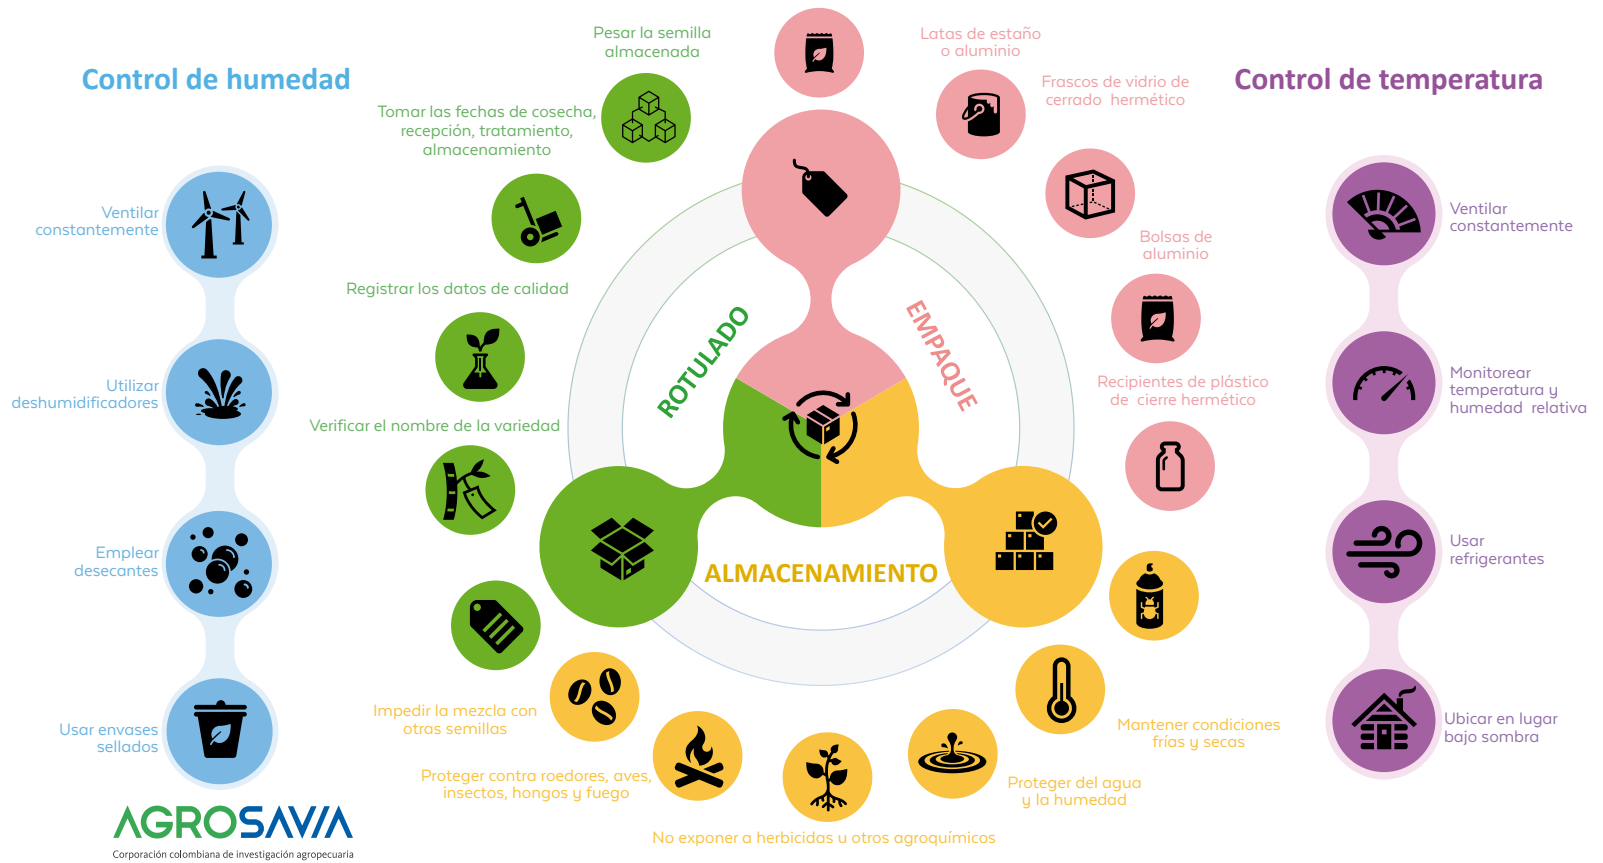 Control de humedad
Ventilar
constantemente
Utilizar
deshumidificadores
Emplear
desecantes
Usar envases
sellados
Pesar la semilla
almacenada
Tomar las fechas de cosecha,
recepción, tratamiento,
almacenamiento
Registrar los datos de calidad
Verificar el nombre de la variedad
ROTULADO
EMPAQUE
ALMACENAMIENTO
Latas de estaño
o aluminio
Frascos de vidrio de
cerrado hermético
Bolsas de
aluminio
Recipientes de plástico
de cierre hermético
Impedir la mezcla con
otras semillas
Proteger contra roedores, aves,
insectos, hongos y fuego
No exponer a herbicidas u otros agroquímicos
Proteger del agua
y la humedad
Mantener condiciones
frías y secas
Control de temperatura
Ventilar
constantemente
Monitorear
temperatura y
humedad relativa
Usar
refrigerantes
Ubicar en lugar
bajo sombra
AGROSAVIA
Corporación colombiana de investigación agropecuaria